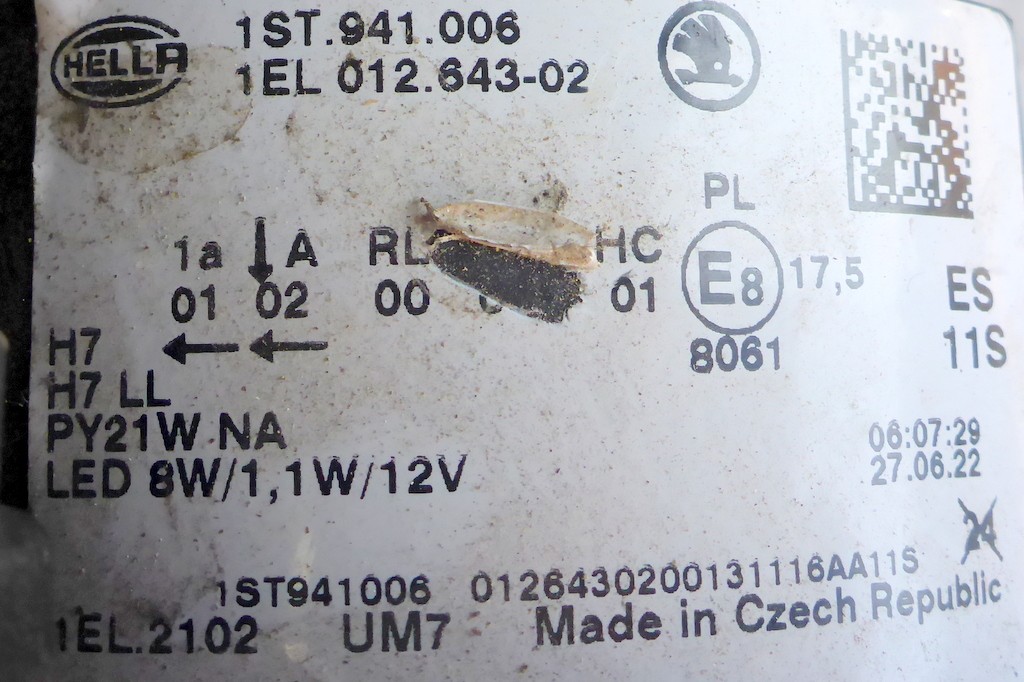 HELLA
1ST.941.006
1EL 012.643-02
PL
1a A RL HC
01 02 00 01
E8 17,5
8061
ES
11S
H7
H7 LL
PY21W NA
LED 8W/1,1W/12V
06:07:29
27.06.22
24
1ST941006 0126430200131116AA11S
1EL.2102 UM7 Made in Czech Republic